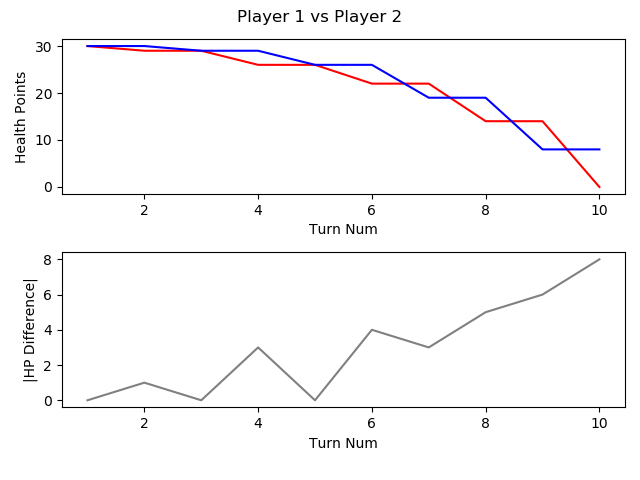 Player 1 vs Player 2
30
20
10
0
Health Points
2 4 6 8 10
Turn Num
8
6
4
2
0
|HP Difference|
2 4 6 8 10
Turn Num